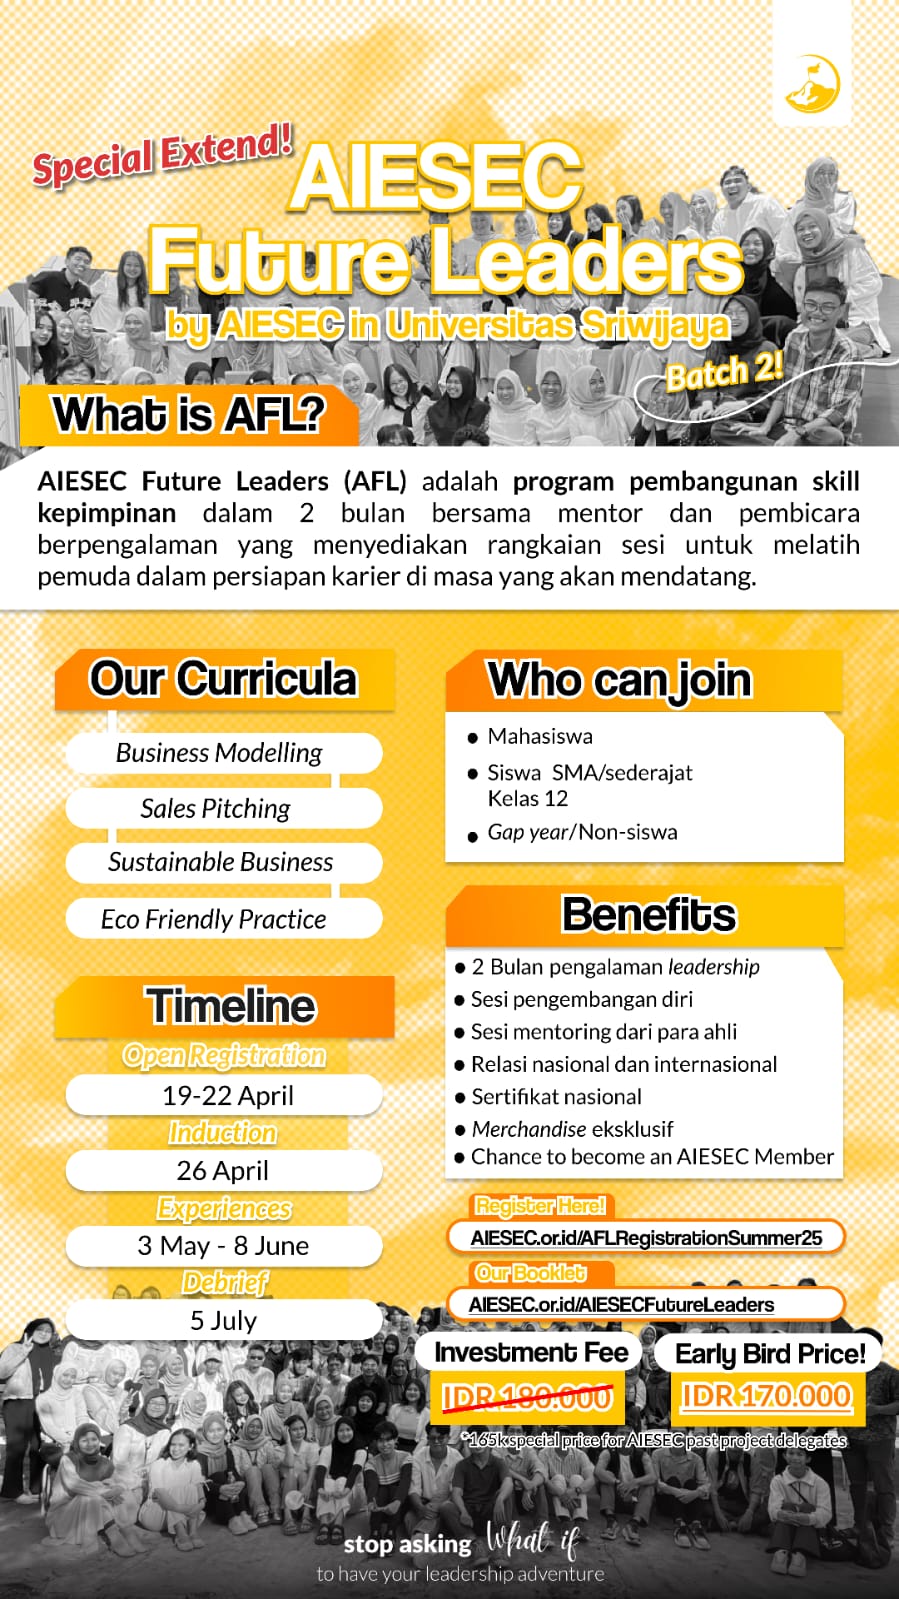 Special Extend!
AIESEC
Future Leaders
by AIESEC in Universitas Sriwijaya
Batch 2!
What is AFL?
AIESEC Future Leaders (AFL) adalah program pembangunan skill
kepimpinan dalam 2 bulan bersama mentor dan pembicara
berpengalaman yang menyediakan rangkaian sesi untuk melatih
pemuda dalam persiapan karier di masa yang akan mendatang.
Our Curricula
Business Modelling
Sales Pitching
Sustainable Business
Eco Friendly Practice
Timeline
Open Registration
19-22 April
Induction
26 April
Experiences
3 May - 8 June
Debrief
5 July
Who can join
• Mahasiswa
• Siswa SMA/sederajat
Kelas 12
• Gap year/Non-siswa
Benefits
• 2 Bulan pengalaman leadership
• Sesi pengembangan diri
• Sesi mentoring dari para ahli
• Relasi nasional dan internasional
• Sertifikat nasional
• Merchandise eksklusif
• Chance to become an AIESEC Member
Register Here!
AIESEC.or.id/AFLRegistrationSummer25
Our Booklet
AIESEC.or.id/AIESECFutureLeaders
Investment Fee
IDR 180.000
Early Bird Price!
IDR 170.000
*165k special price for AIESEC past project delegates
stop asking What if
to have your leadership adventure